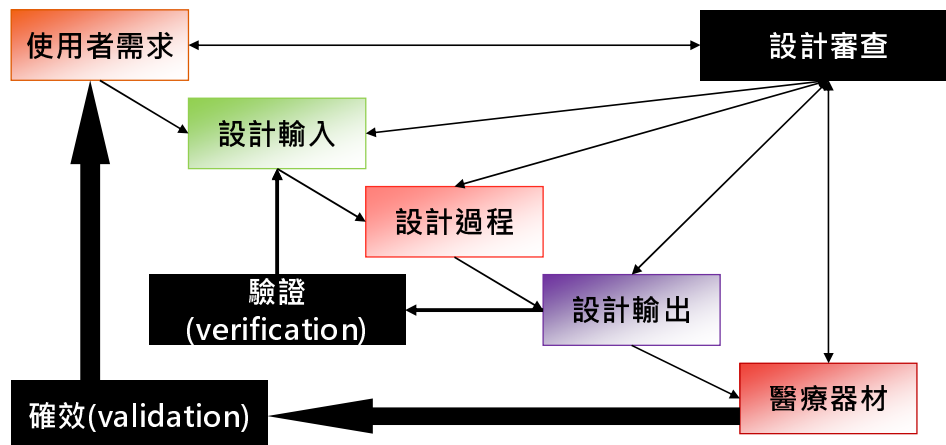 使用者需求
設計審查
設計輸入
設計過程
驗證
(verification)
設計輸出
醫療器材
確效(validation)